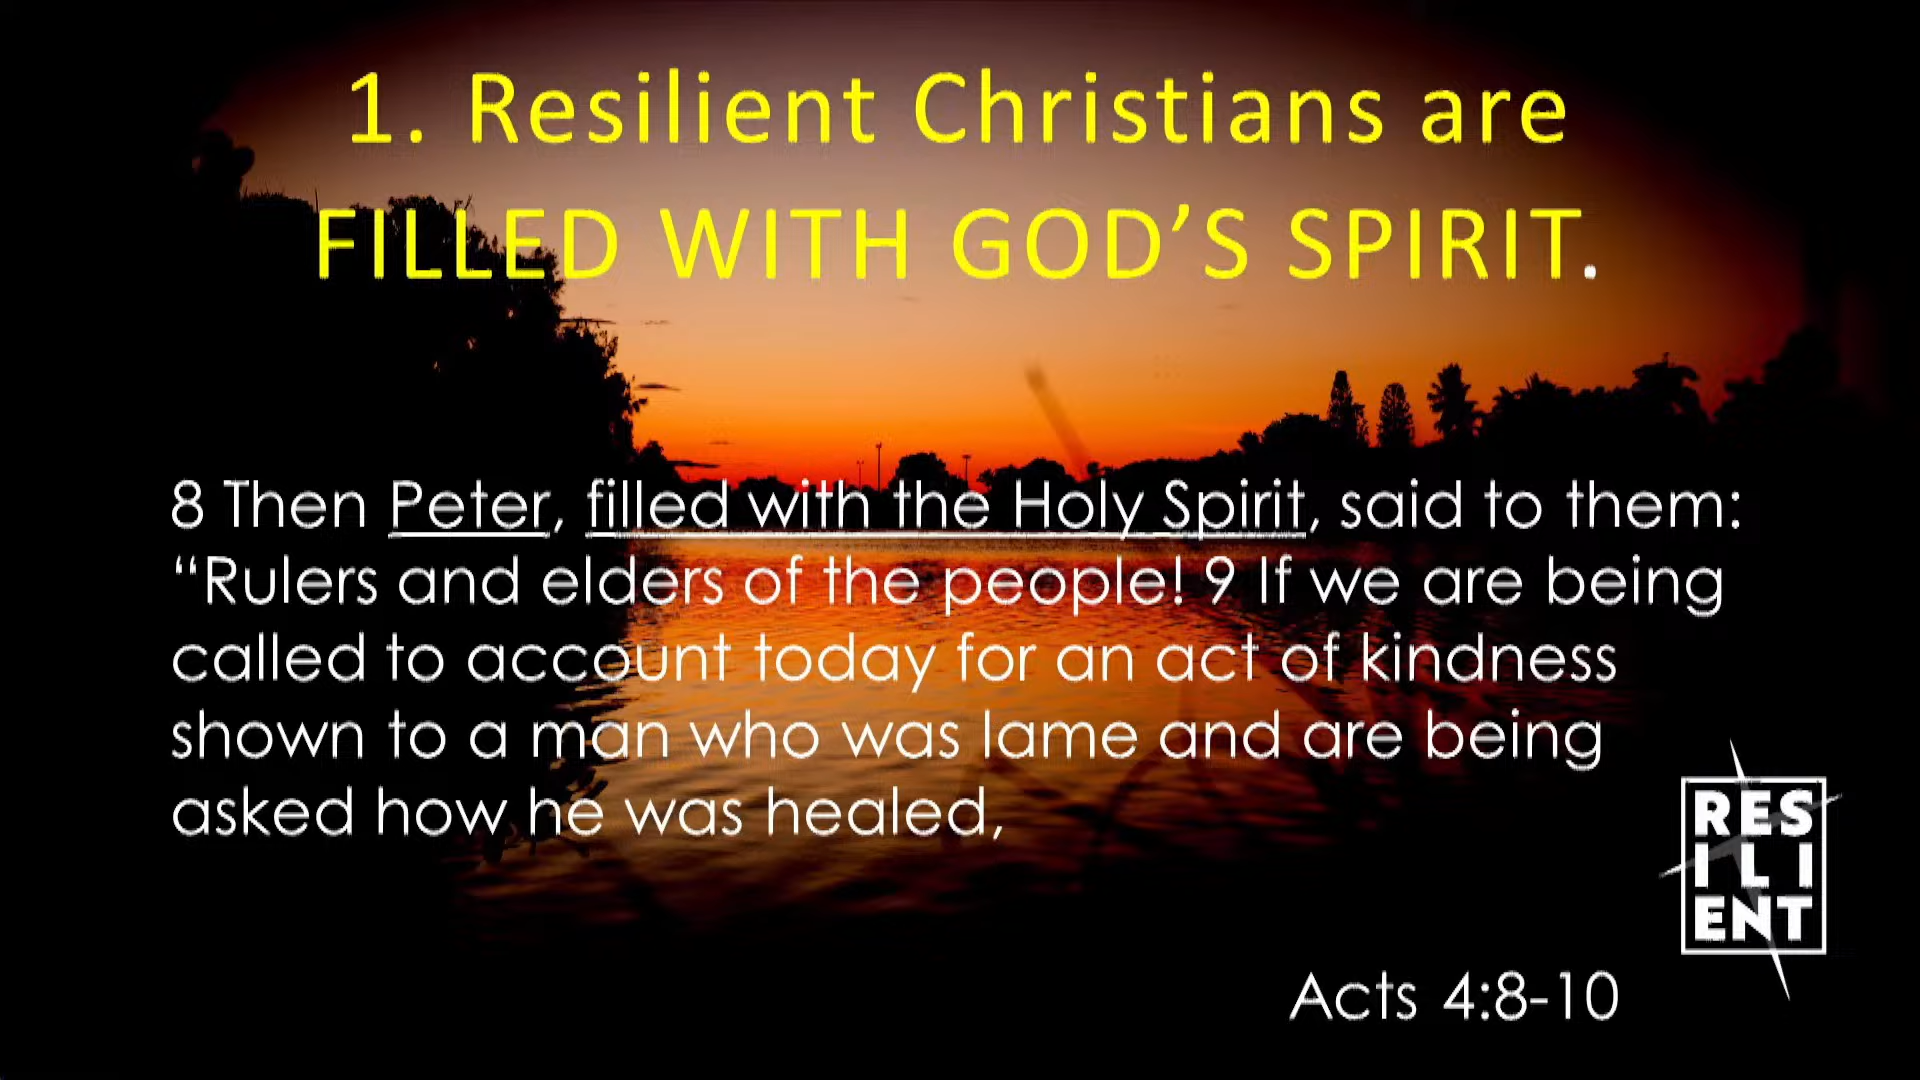 1. Resilient Christians are
FILLED WITH GOD’S SPIRIT.
8 Then Peter, filled with the Holy Spirit, said to them:
“Rulers and elders of the people! 9 If we are being
called to account today for an act of kindness
shown to a man who was lame and are being
asked how he was healed,
RES
ILI
ENT
Acts 4:8-10